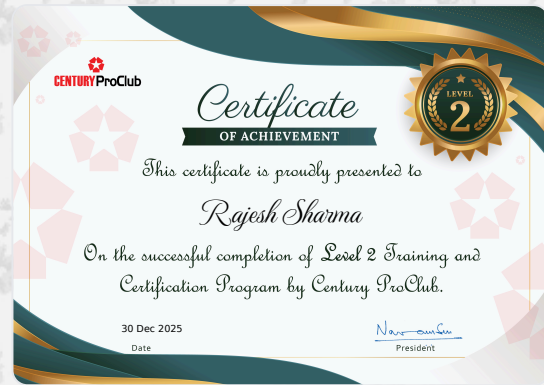 CENTURY ProClub
Certificate
OF ACHIEVEMENT
LEVEL
2
This certificate is proudly presented to
Rajesh Sharma
On the successful completion of Level 2 Training and
Certification Program by Century ProClub.
30 Dec 2025
Date
President